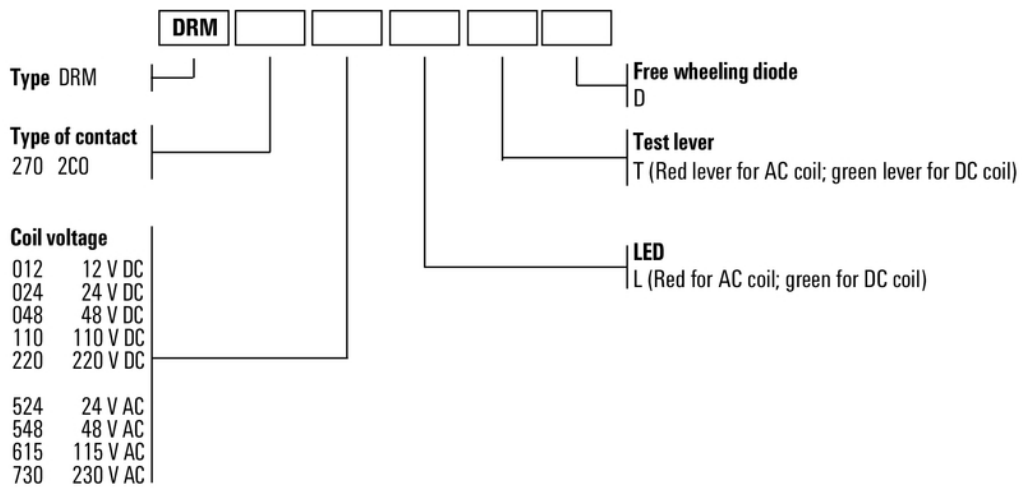 DRM
Type DRM
Type of contact
270 2CO
Coil voltage
012 12 V DC
024 24 V DC
048 48 V DC
110 110 V DC
220 220 V DC
524 24 V AC
548 48 V AC
615 115 V AC
730 230 V AC
Free wheeling diode
D
Test lever
T (Red lever for AC coil; green lever for DC coil)
LED
L (Red for AC coil; green for DC coil)